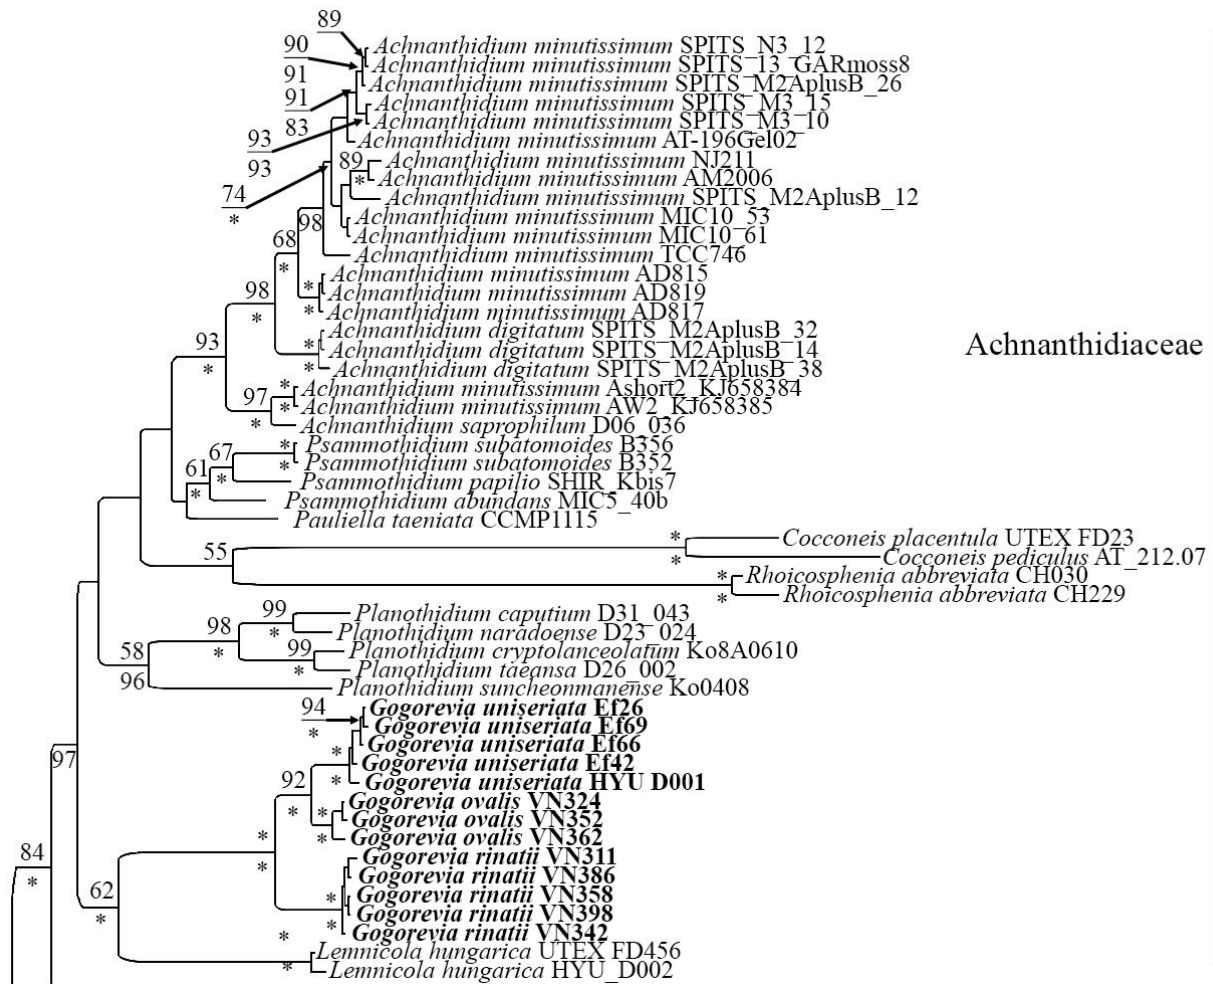 89
Achnanthidium minutissimum SPITS_N3_12
90
Achnanthidium minutissimum SPITS_13_GARmoss8
91
Achnanthidium minutissimum SPITS_M2AplusB_26
91
Achnanthidium minutissimum SPITS_M3_15
83
Achnanthidium minutissimum SPITS_M3_10
93
Achnanthidium minutissimum AT-196Gel02
93
89
Achnanthidium minutissimum NJ211
*
Achnanthidium minutissimum AM2006
74
*
Achnanthidium minutissimum SPITS_M2AplusB_12
98
Achnanthidium minutissimum MIC10_53
Achnanthidium minutissimum MIC10_61
68
*
Achnanthidium minutissimum TCC746
*
Achnanthidium minutissimum AD815
98
*
Achnanthidium minutissimum AD819
*
Achnanthidium minutissimum AD817
*
Achnanthidium digitatum SPITS_M2AplusB_32
Achnanthidium digitatum SPITS_M2AplusB_14
*
Achnanthidium digitatum SPITS_M2AplusB_38
Achnanthidiaceae
93
*
*
Achnanthidium minutissimum Ashort2_KJ658384
97
*
*
Achnanthidium minutissimum AW2_KJ658385
Achnanthidium saprophilum D06_036
*
Psammothidium subatomoides B356
*
Psammothidium subatomoides B352
67
*
Psammothidium papilio SHIR_Kbis7
61
*
Psammothidium abundans MIC5_40b
Pauliella taeniata CCMP1115
*
Cocconeis placentula UTEX FD23
55
*
Cocconeis pediculus AT_212.07
*
Rhoicosphenia abbreviata CH030
*
Rhoicosphenia abbreviata CH229
99
*
Planothidium caputium D31_043
98
*
Planothidium naradoense D23_024
99
*
Planothidium cryptolanceolatum Ko8A0610
58
Planothidium taeansa D26_002
96
Planothidium suncheonmanense Ko0408
94
*
Gogorevia uniseriata Ef26
Gogorevia uniseriata Ef69
*
Gogorevia uniseriata Ef66
97
*
Gogorevia uniseriata Ef42
92
*
Gogorevia uniseriata HYU D001
*
Gogorevia ovalis VN324
Gogorevia ovalis VN352
*
Gogorevia ovalis VN362
*
*
Gogorevia rinatii VN311
84
*
Gogorevia rinatii VN386
62
*
*
Gogorevia rinatii VN358
Gogorevia rinatii VN398
*
Gogorevia rinatii VN342
*
Lemnicola hungarica UTEX FD456
*
Lemnicola hungarica HYU_D002